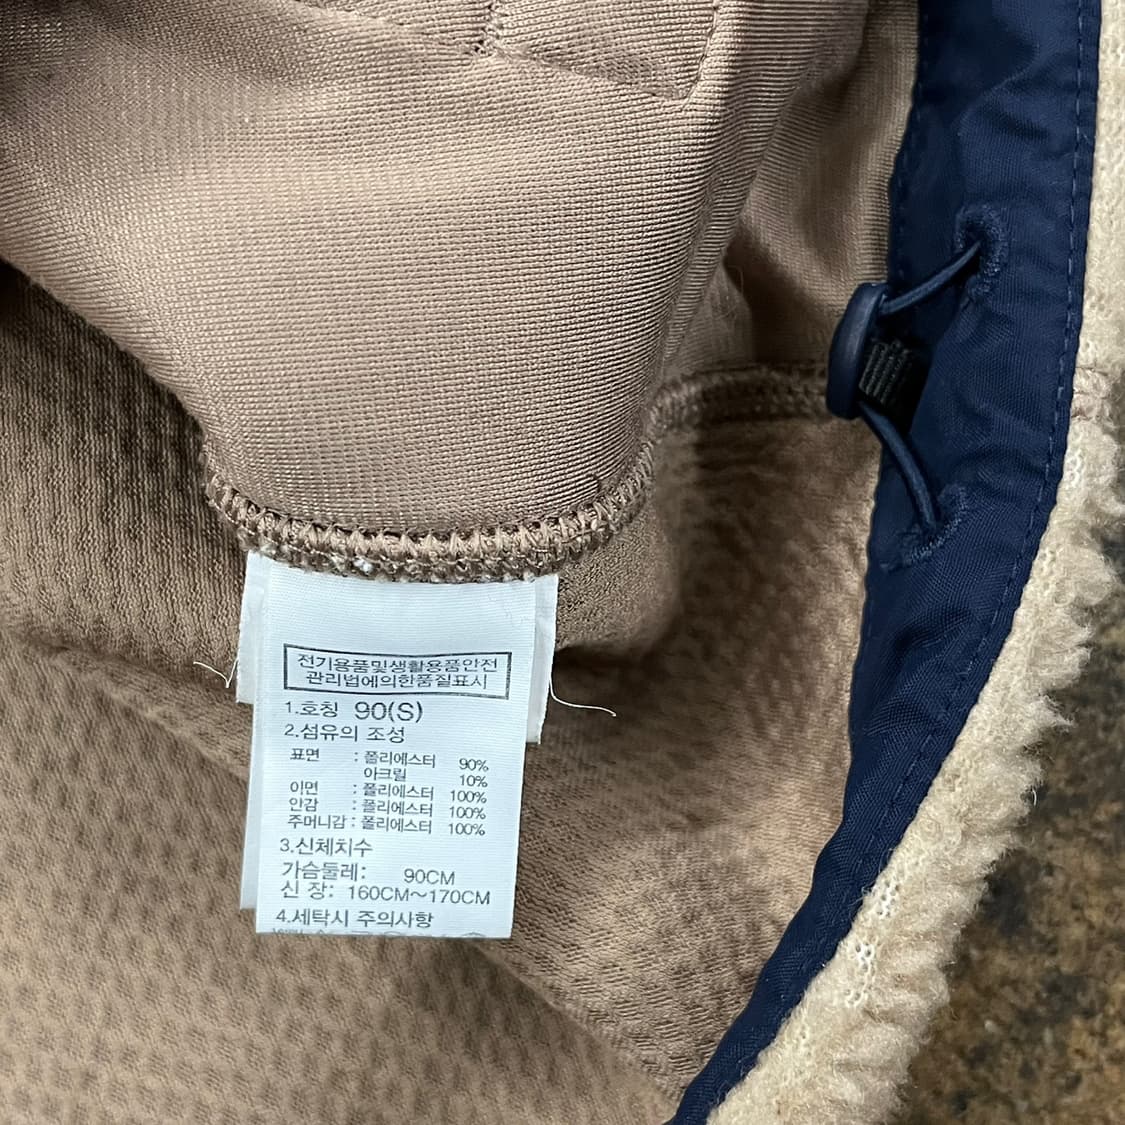 전기용품및생활용품안전
관리법에의한품질표시
1.호칭 90(S)
2.섬유의 조성
표면 : 폴리에스터 90%
아크릴 10%
이면 : 폴리에스터 100%
안감 : 폴리에스터 100%
주머니감 : 폴리에스터 100%
3.신체치수
가슴둘레: 90CM
신 장: 160CM~170CM
4.세탁시 주의사항